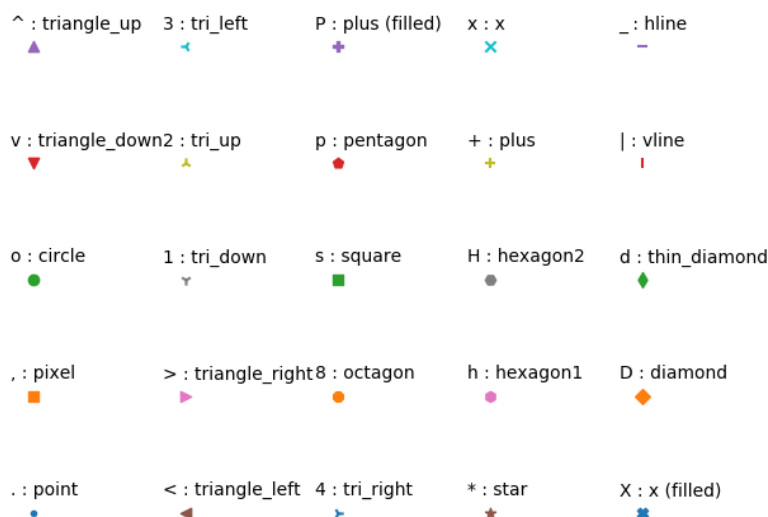 ^ : triangle_up 3 : tri_left P : plus (filled) x : x _ : hline
v : triangle_down 2 : tri_up p : pentagon + : plus | : vline
o : circle 1 : tri_down s : square H : hexagon2 d : thin_diamond
, : pixel > : triangle_right 8 : octagon h : hexagon1 D : diamond
. : point < : triangle_left 4 : tri_right * : star X : x (filled)